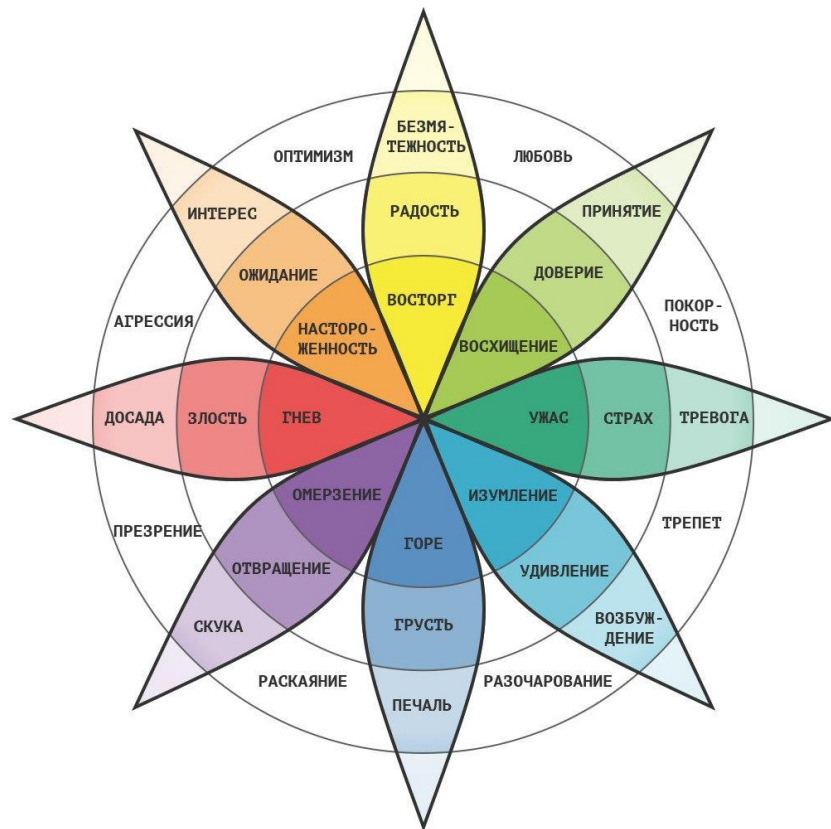 БЕЗМЯ-
ТЕЖНОСТЬ
ОПТИМИЗМ
ЛЮБОВЬ
ИНТЕРЕС
РАДОСТЬ
ПРИНЯТИЕ
ОЖИДАНИЕ
ДОВЕРИЕ
ВОСТОРГ
АГРЕССИЯ
ПОКОР-
НОСТЬ
НАСТОРО-
ЖЕННОСТЬ
ВОСХИЩЕНИЕ
ДОСАДА
ЗЛОСТЬ
ГНЕВ
УЖАС
СТРАХ
ТРЕВОГА
ОМЕРЗЕНИЕ
ИЗУМЛЕНИЕ
ПРЕЗРЕНИЕ
ТРЕПЕТ
ГОРЕ
ОТВРАЩЕНИЕ
УДИВЛЕНИЕ
СКУКА
ГРУСТЬ
ВОЗБУЖ-
ДЕНИЕ
РАСКАЯНИЕ
РАЗОЧАРОВАНИЕ
ПЕЧАЛЬ